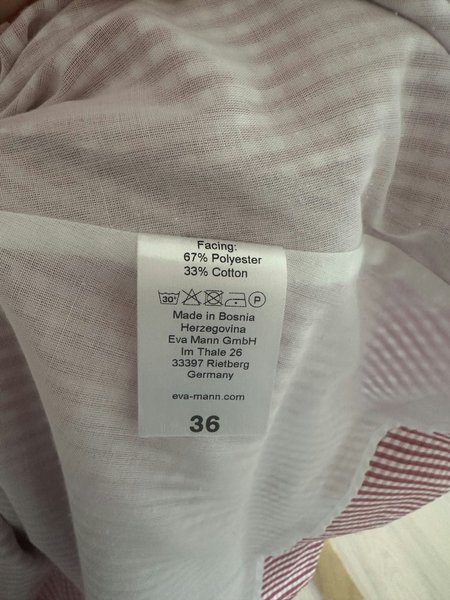 Facing:
67% Polyester
33% Cotton
30° P
Made in Bosnia
Herzegovina
Eva Mann GmbH
Im Thale 26
33397 Rietberg
Germany
eva-mann.com
36